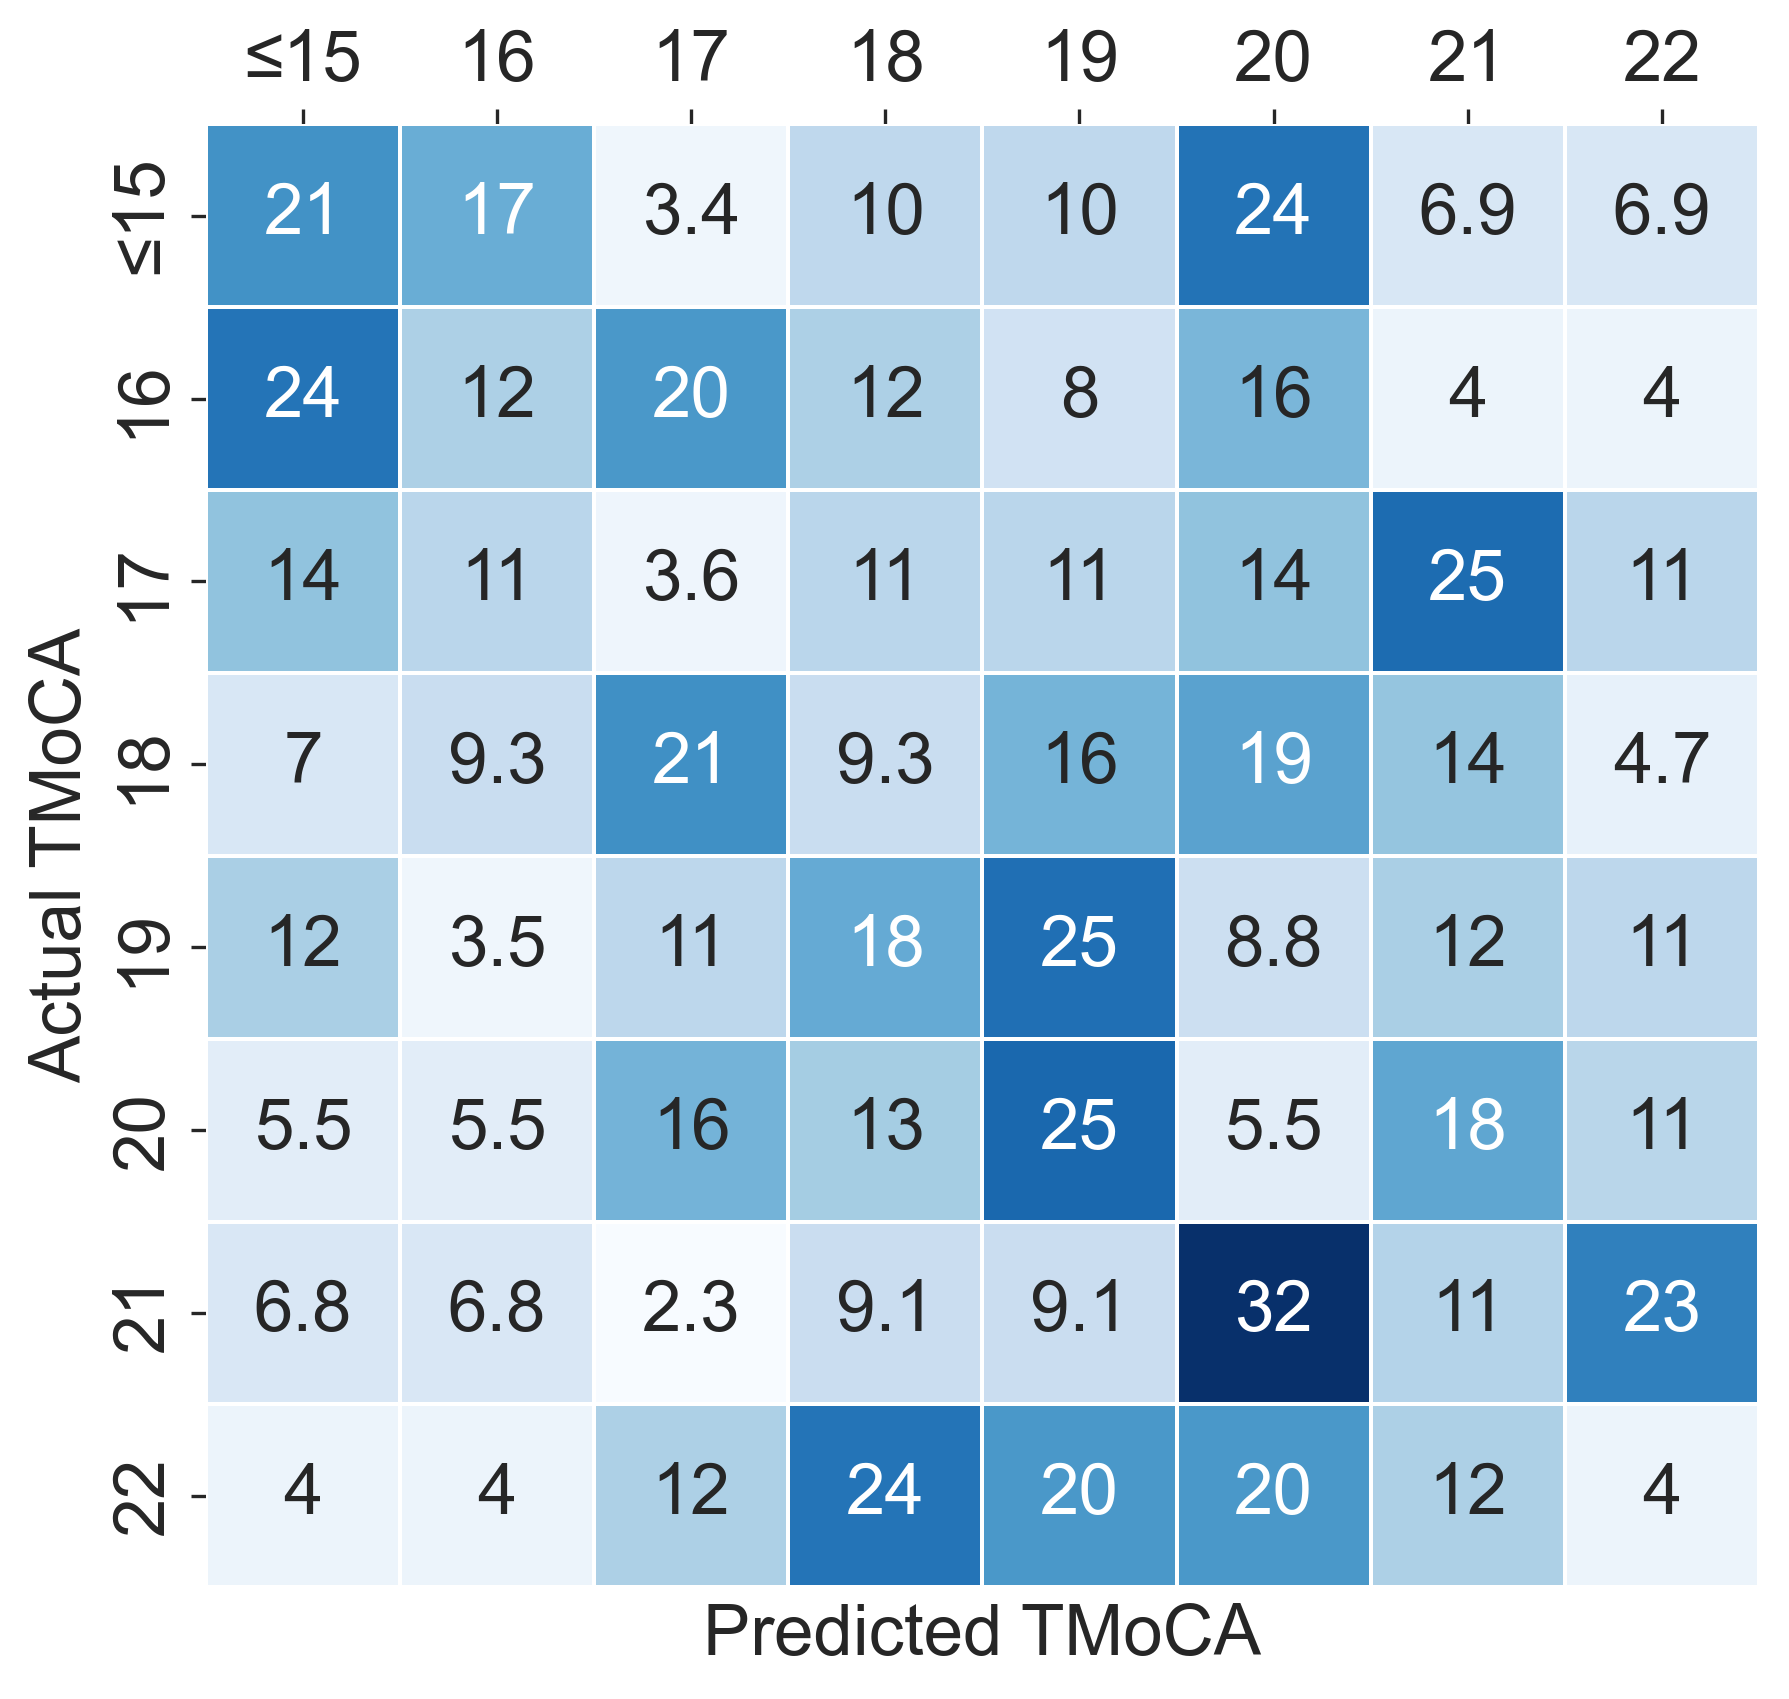 ≤15 16 17 18 19 20 21 22
≤15 21 17 3.4 10 10 24 6.9 6.9
16 24 12 20 12 8 16 4 4
17 14 11 3.6 11 11 14 25 11
18 7 9.3 21 9.3 16 19 14 4.7
19 12 3.5 11 18 25 8.8 12 11
20 5.5 5.5 16 13 25 5.5 18 11
21 6.8 6.8 2.3 9.1 9.1 32 11 23
22 4 4 12 24 20 20 12 4
Actual TMoCA
Predicted TMoCA